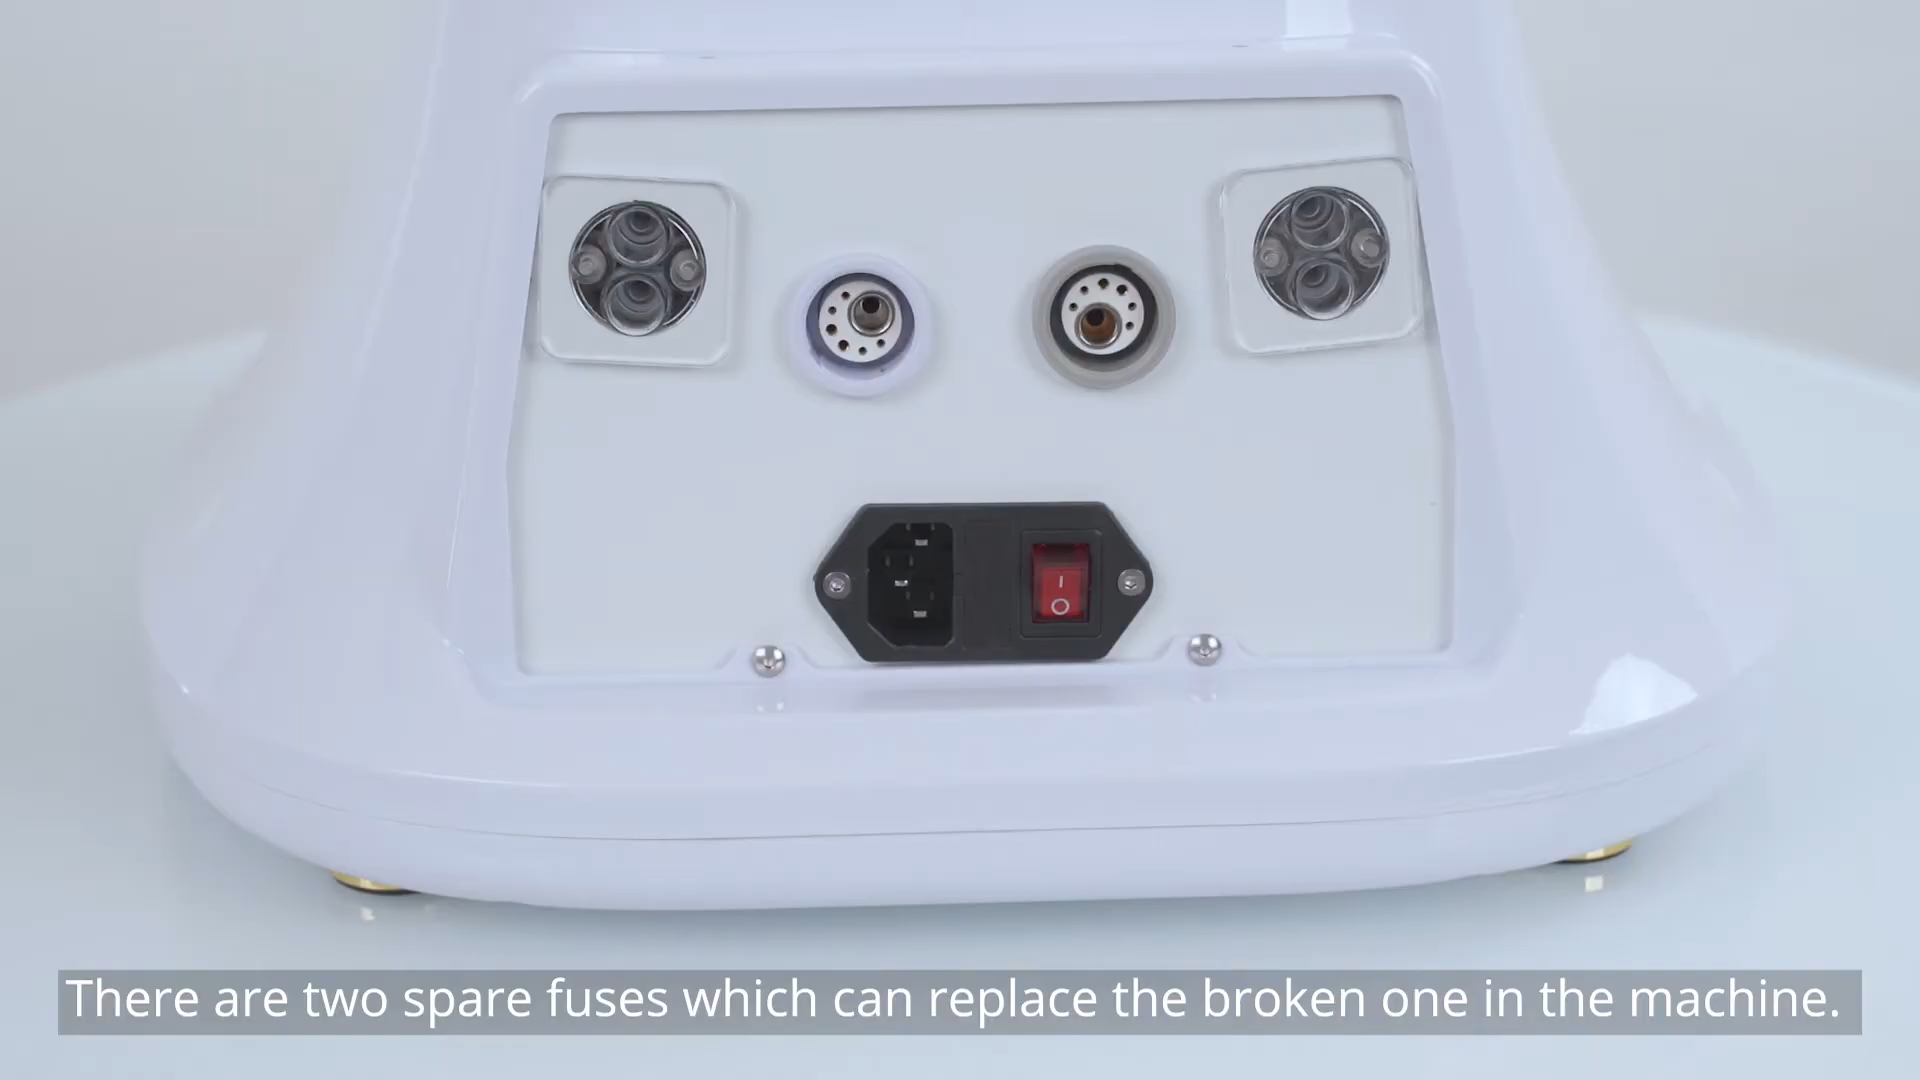 There are two spare fuses which can replace the broken one in the machine.